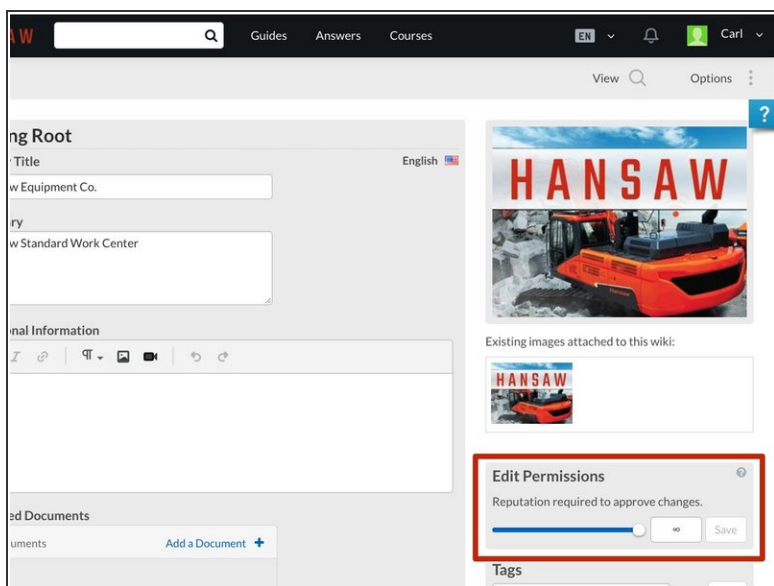 AW
Guides Answers Courses EN Carl
View Options
?
ng Root
Title English
w Equipment Co.
ry
w Standard Work Center
HANSAW
onal Information
Existing images attached to this wiki:
HANSAW
Edit Permissions
Reputation required to approve changes.
∞ Save
ed Documents
uments Add a Document +
Tags